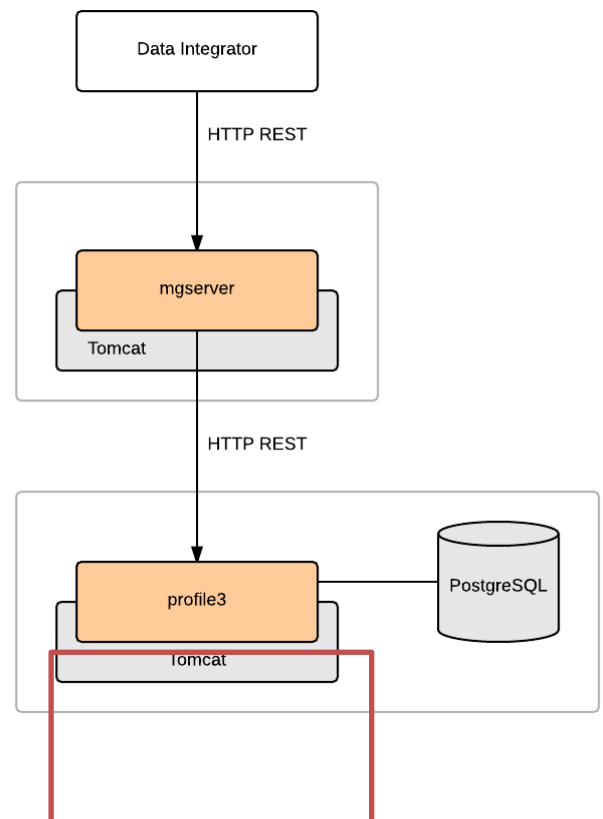 Data Integrator
HTTP REST
mgserver
Tomcat
HTTP REST
profile3
PostgreSQL
Tomcat